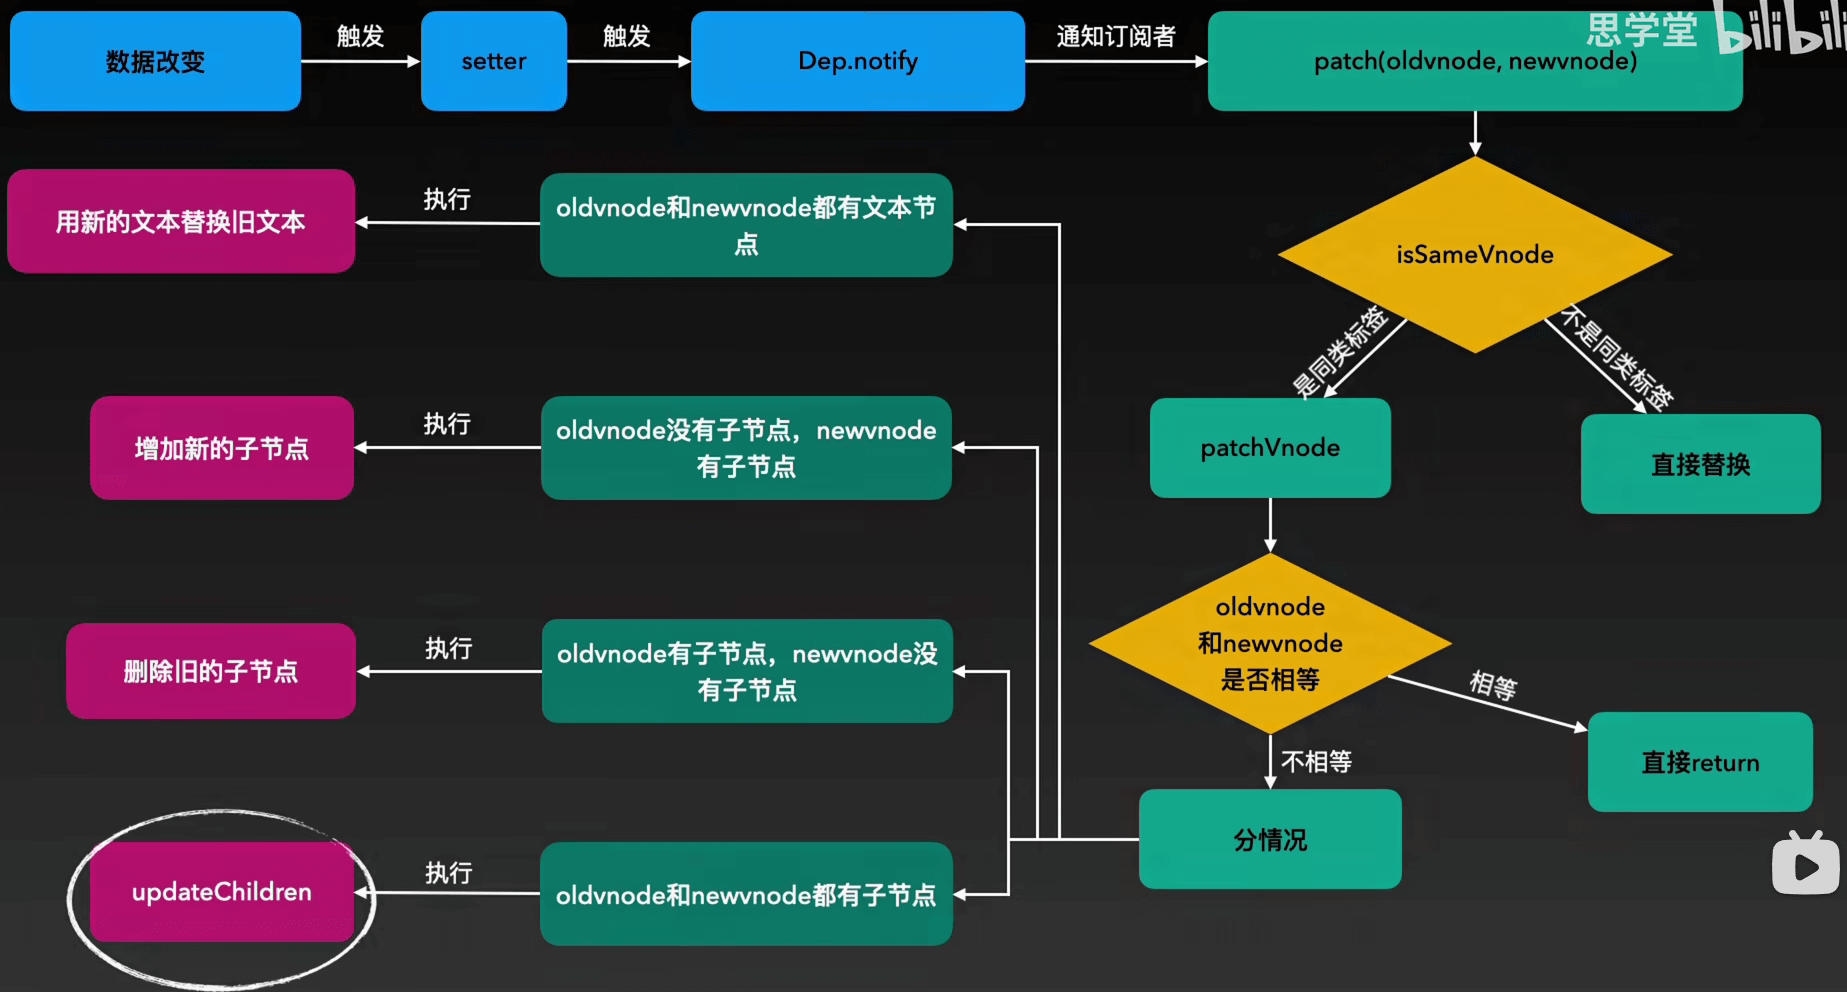 思学堂 bilibili
数据改变
触发
setter
触发
Dep.notify
通知订阅者
patch(oldvnode, newvnode)
isSameVnode
是同类标签
不是同类标签
patchVnode
直接替换
oldvnode
和newvnode
是否相等
相等
直接return
不相等
分情况
oldvnode和newvnode都有文本节
点
执行
用新的文本替换旧文本
oldvnode没有子节点，newvnode
有子节点
执行
增加新的子节点
oldvnode有子节点，newvnode没
有子节点
执行
删除旧的子节点
oldvnode和newvnode都有子节点
执行
updateChildren